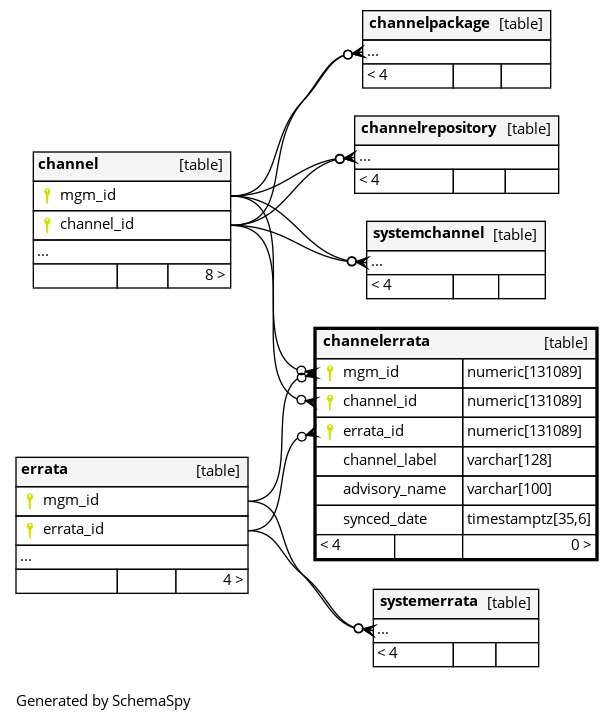 channelpackage [table]
...
< 4
channelrepository [table]
...
< 4
channel [table]
mgm_id
channel_id
...
8 >
systemchannel [table]
...
< 4
channelerrata [table]
mgm_id numeric[131089]
channel_id numeric[131089]
errata_id numeric[131089]
channel_label varchar[128]
advisory_name varchar[100]
synced_date timestamptz[35,6]
< 4 0 >
errata [table]
mgm_id
errata_id
...
4 >
systemerrata [table]
...
< 4
Generated by SchemaSpy